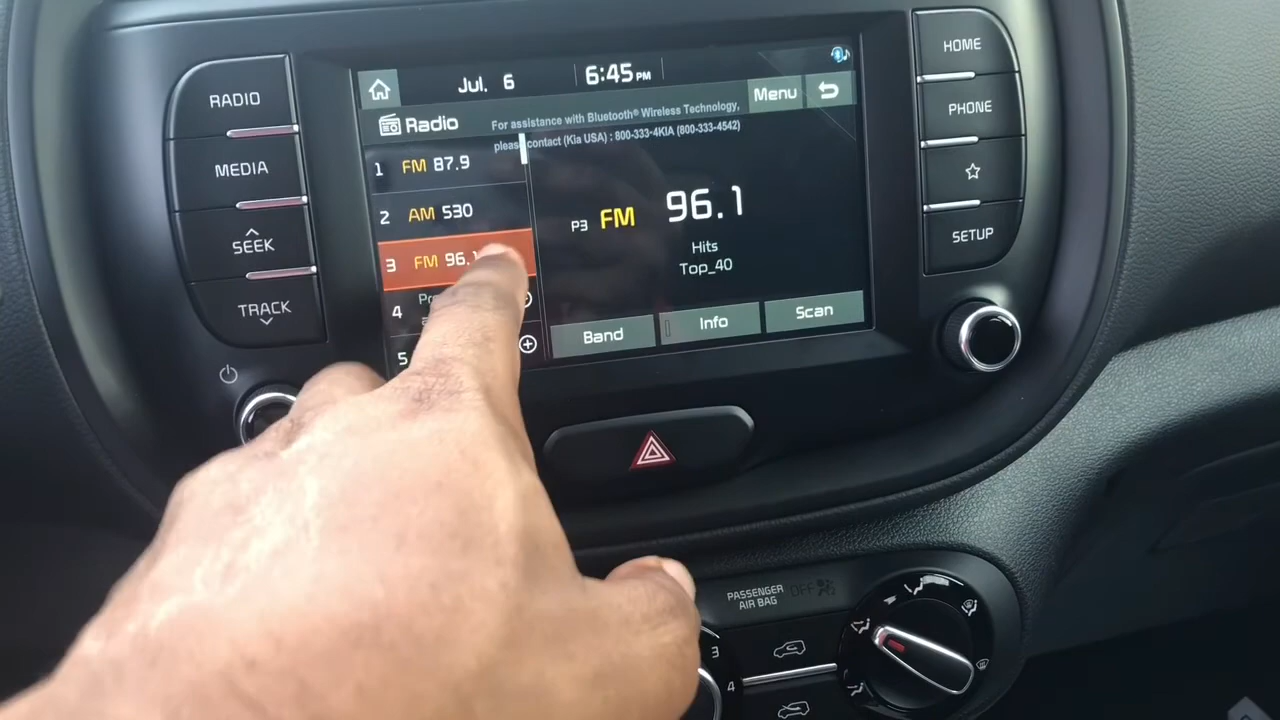 RADIO
MEDIA
SEEK
TRACK
Jul. 6
6:45 PM
Radio
For assistance with Bluetooth® Wireless Technology,
please contact (Kia USA) : 800-333-4KIA (800-333-4542)
Menu
1 FM 87.9
2 AM 530
3 FM 96.1
4
5
P3 FM 96.1
Hits
Top_40
Band
Info
Scan
HOME
PHONE
SETUP
PASSENGER
AIR BAG
OFF
3
4